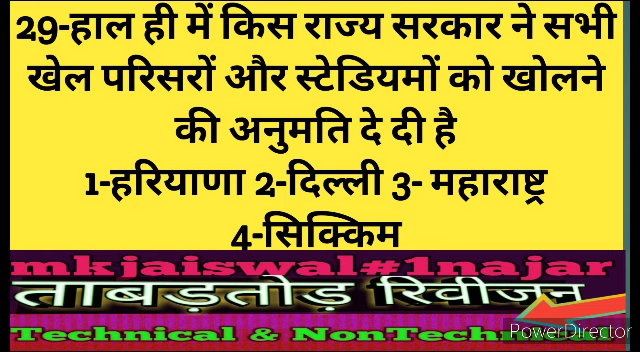 29-हाल ही में किस राज्य सरकार ने सभी
खेल परिसरों और स्टेडियमों को खोलने
की अनुमति दे दी है
1-हरियाणा 2-दिल्ली 3- महाराष्ट्र
4-सिक्किम
mkjaiswal#1najar
ताबड़तोड़ रिवीजन
Technical & NonTech
PowerDirector